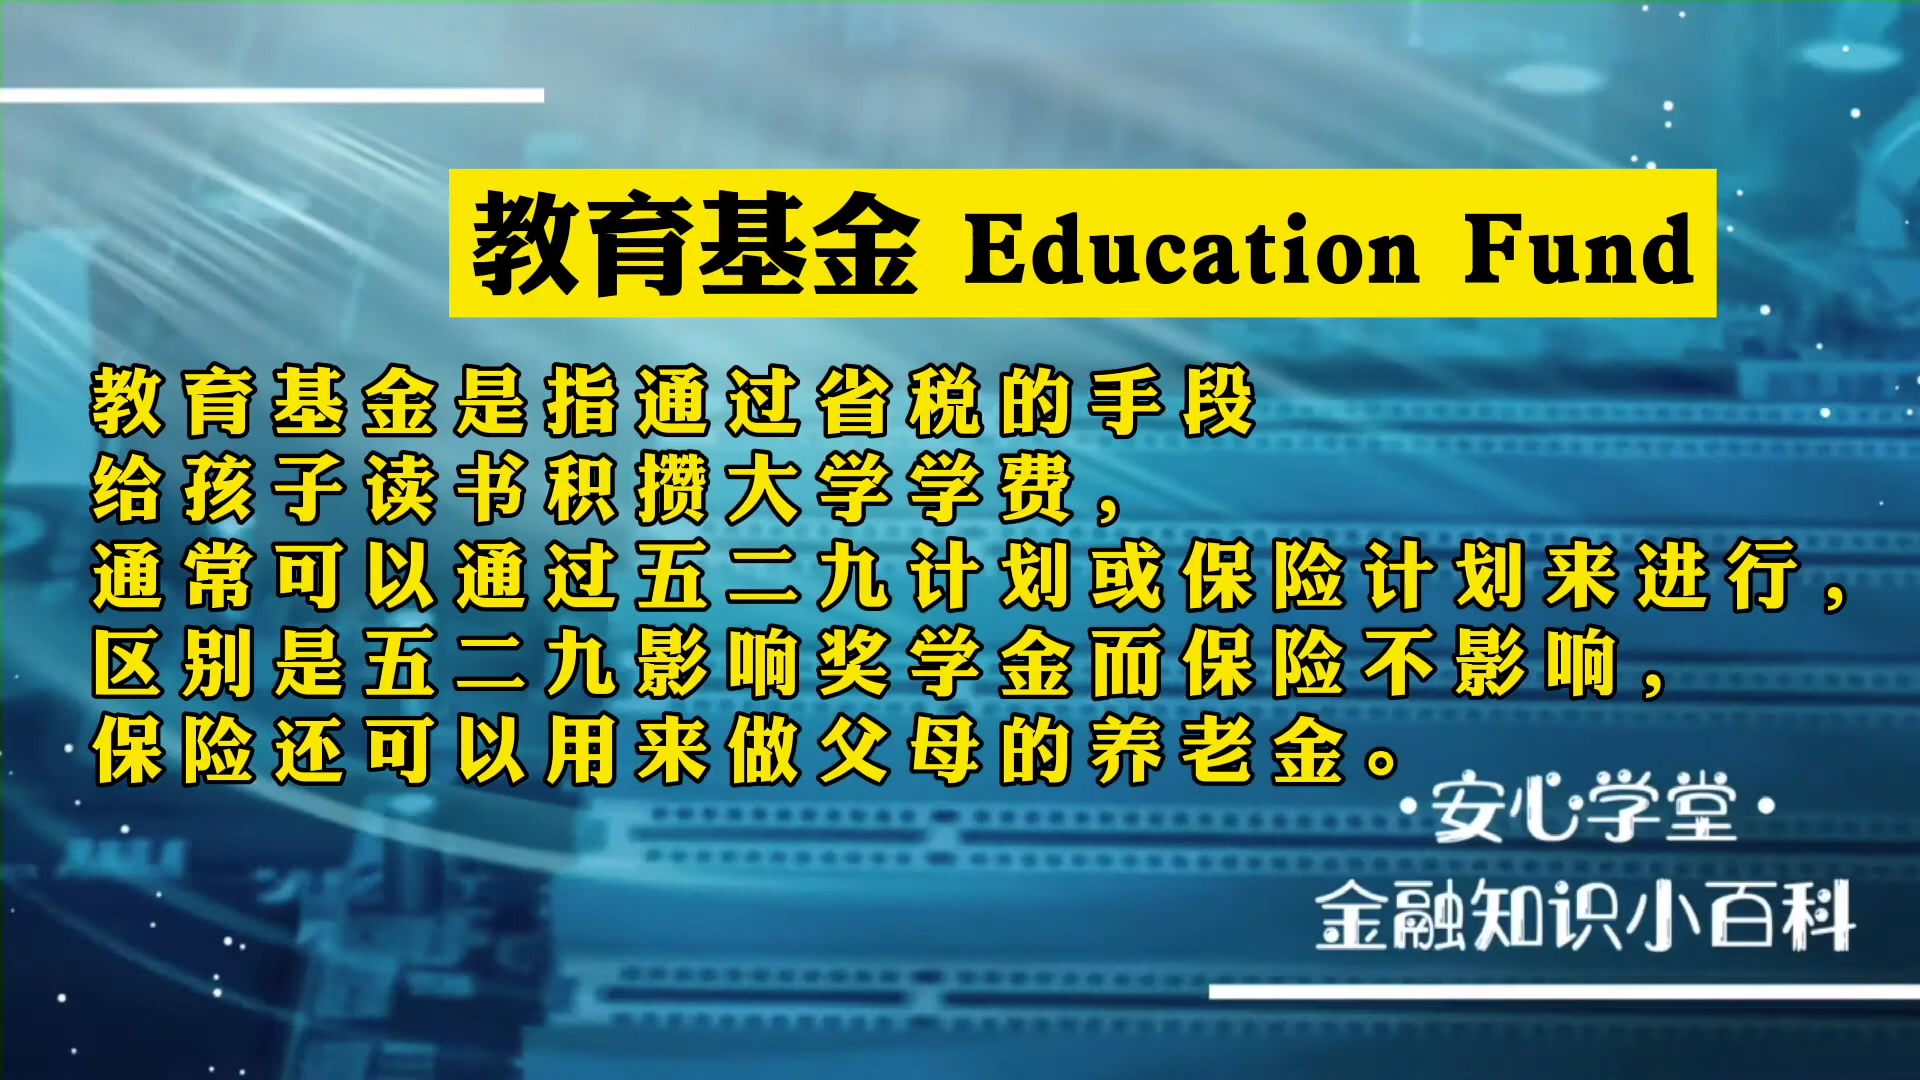 教育基金 Education Fund
教育基金是指通过省税的手段
给孩子读书积攒大学学费，
通常可以通过五二九计划或保险计划来进行，
区别是五二九影响奖学金而保险不影响，
保险还可以用来做父母的养老金。
·安心学堂·
金融知识小百科